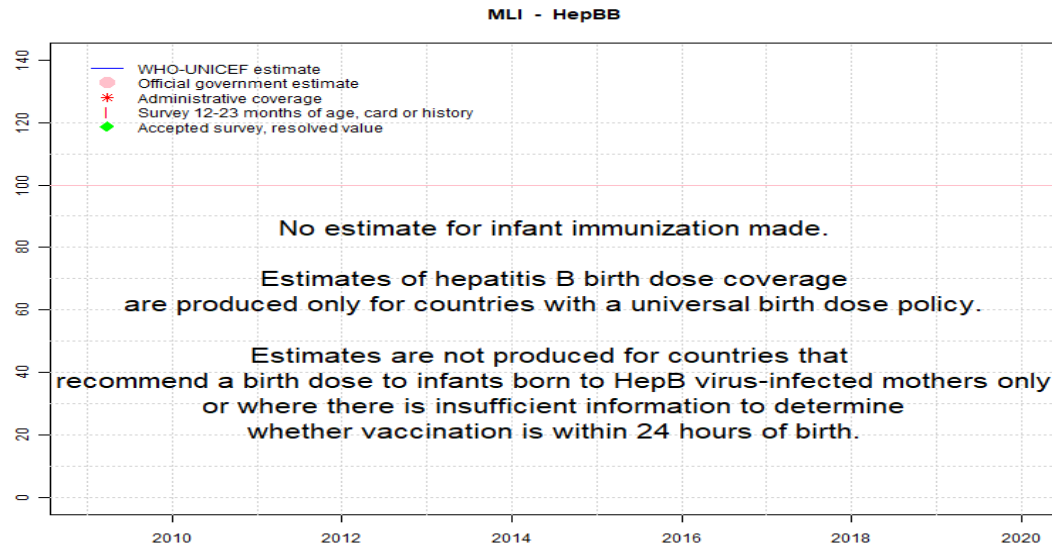 MLI - HepBB
WHO-UNICEF estimate
Official government estimate
Administrative coverage
Survey 12-23 months of age, card or history
Accepted survey, resolved value
140
120
100
80
60
40
20
0
No estimate for infant immunization made.
Estimates of hepatitis B birth dose coverage
are produced only for countries with a universal birth dose policy.
Estimates are not produced for countries that
recommend a birth dose to infants born to HepB virus-infected mothers only
or where there is insufficient information to determine
whether vaccination is within 24 hours of birth.
2010 2012 2014 2016 2018 2020